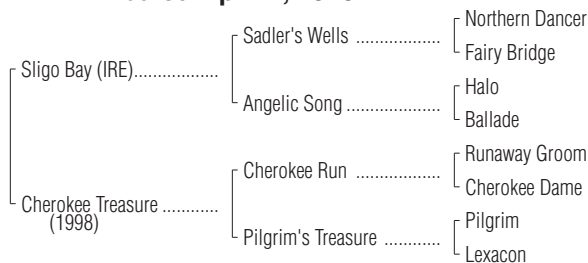 Northern Dancer
Sadler's Wells ..................
Fairy Bridge
Sligo Bay (IRE)..................
Halo
Angelic Song ....................
Ballade
Runaway Groom
Cherokee Run ..................
Cherokee Dame
Cherokee Treasure ............
(1998)
Pilgrim
Pilgrim's Treasure ............
Lexacon